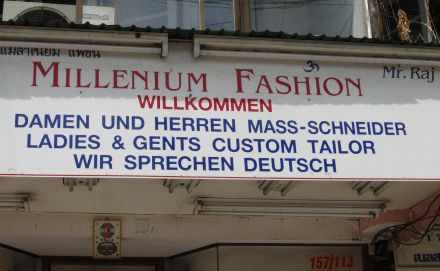 มิลาเนียม แฟชั่น
MILLENIUM FASHION
ॐ
Mr. Raj
WILLKOMMEN
DAMEN UND HERREN MASS-SCHNEIDER
LADIES & GENTS CUSTOM TAILOR
WIR SPRECHEN DEUTSCH
157/113